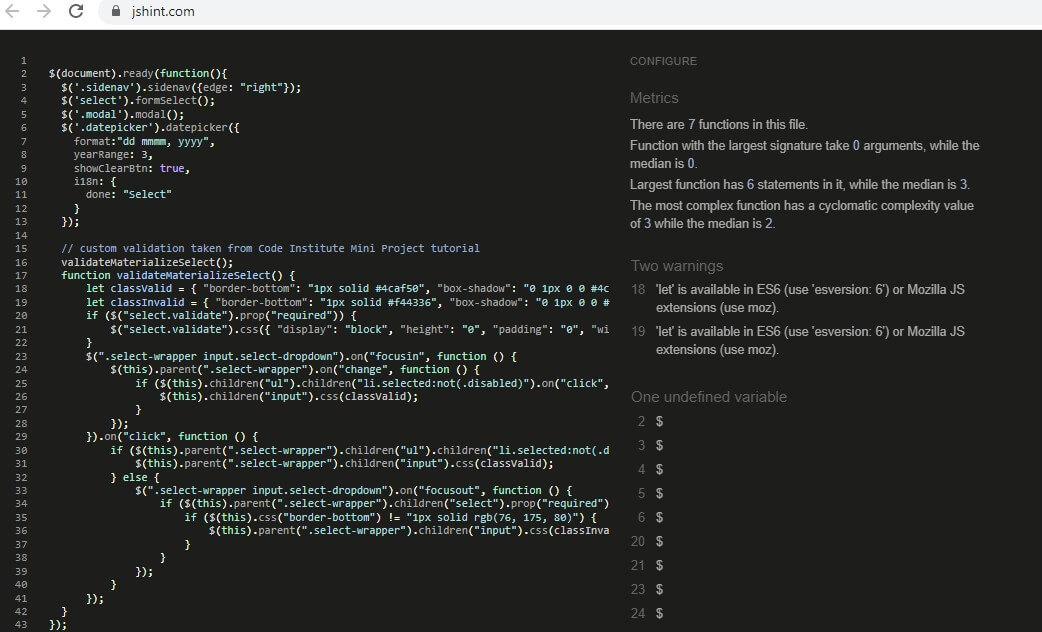 jshint.com
1
2 $(document).ready(function(){
3 $('.sidenav').sidenav({edge: "right"});
4 $('select').formSelect();
5 $('.modal').modal();
6 $('.datepicker').datepicker({
7 format:"dd mmmm, yyyy",
8 yearRange: 3,
9 showClearBtn: true,
10 i18n: {
11 done: "Select"
12 }
13 });
14
15 // custom validation taken from Code Institute Mini Project tutorial
16 validateMaterializeSelect();
17 function validateMaterializeSelect() {
18 let classValid = { "border-bottom": "1px solid #4caf50", "box-shadow": "0 1px 0 0 #4c
19 let classInvalid = { "border-bottom": "1px solid #f44336", "box-shadow": "0 1px 0 0 #
20 if ($("select.validate").prop("required")) {
21 $("select.validate").css({ "display": "block", "height": "0", "padding": "0", "wi
22 }
23 $(".select-wrapper input.select-dropdown").on("focusin", function () {
24 $(this).parent(".select-wrapper").on("change", function () {
25 if ($(this).children("ul").children("li.selected:not(.disabled)").on("click",
26 $(this).children("input").css(classValid);
27 }
28 });
29 }).on("click", function () {
30 if ($(this).parent(".select-wrapper").children("ul").children("li.selected:not(.d
31 $(this).parent(".select-wrapper").children("input").css(classValid);
32 } else {
33 $(".select-wrapper input.select-dropdown").on("focusout", function () {
34 if ($(this).parent(".select-wrapper").children("select").prop("required")
35 if ($(this).css("border-bottom") != "1px solid rgb(76, 175, 80)") {
36 $(this).parent(".select-wrapper").children("input").css(classInva
37 }
38 }
39 });
40 }
41 });
42 }
43 });
CONFIGURE
Metrics
There are 7 functions in this file.
Function with the largest signature take 0 arguments, while the
median is 0.
Largest function has 6 statements in it, while the median is 3.
The most complex function has a cyclomatic complexity value
of 3 while the median is 2.
Two warnings
18 'let' is available in ES6 (use 'esversion: 6') or Mozilla JS
extensions (use moz).
19 'let' is available in ES6 (use 'esversion: 6') or Mozilla JS
extensions (use moz).
One undefined variable
2 $
3 $
4 $
5 $
6 $
20 $
21 $
23 $
24 $